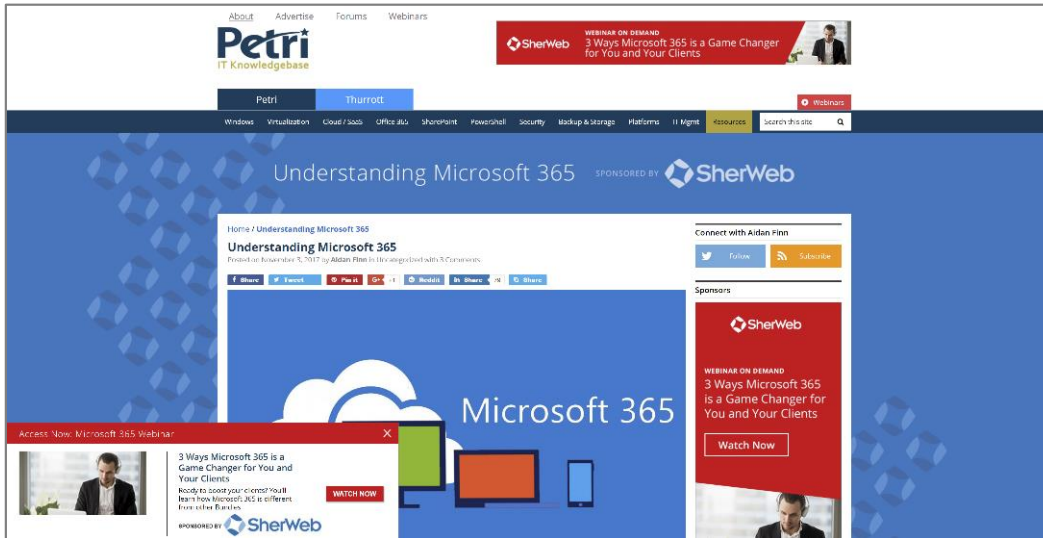 About Advertise Forums Webinars
Petri
IT Knowledgebase
SherWeb
WEBINAR ON DEMAND
3 Ways Microsoft 365 is a Game Changer
for You and Your Clients
Petri Thurrott
Webinars
Windows Virtualization Cloud / SaaS Office 365 SharePoint PowerShell Security Backup & Storage Platforms IT Mgmt Resources Search this site
Understanding Microsoft 365 SPONSORED BY SherWeb
Home / Understanding Microsoft 365
Understanding Microsoft 365
Posted on November 3, 2017 by Aidan Finn in Uncategorized with 3 Comments
Share Tweet Pin it Reddit Share Share
Microsoft 365
Connect with Aidan Finn
Follow Subscribe
Sponsors
SherWeb
WEBINAR ON DEMAND
3 Ways Microsoft 365
is a Game Changer for
You and Your Clients
Watch Now
Access Now: Microsoft 365 Webinar
3 Ways Microsoft 365 is a
Game Changer for You and
Your Clients
Ready to boost your clients? You'll
learn how Microsoft 365 is different
from other Bundles
WATCH NOW
SPONSORED BY SherWeb